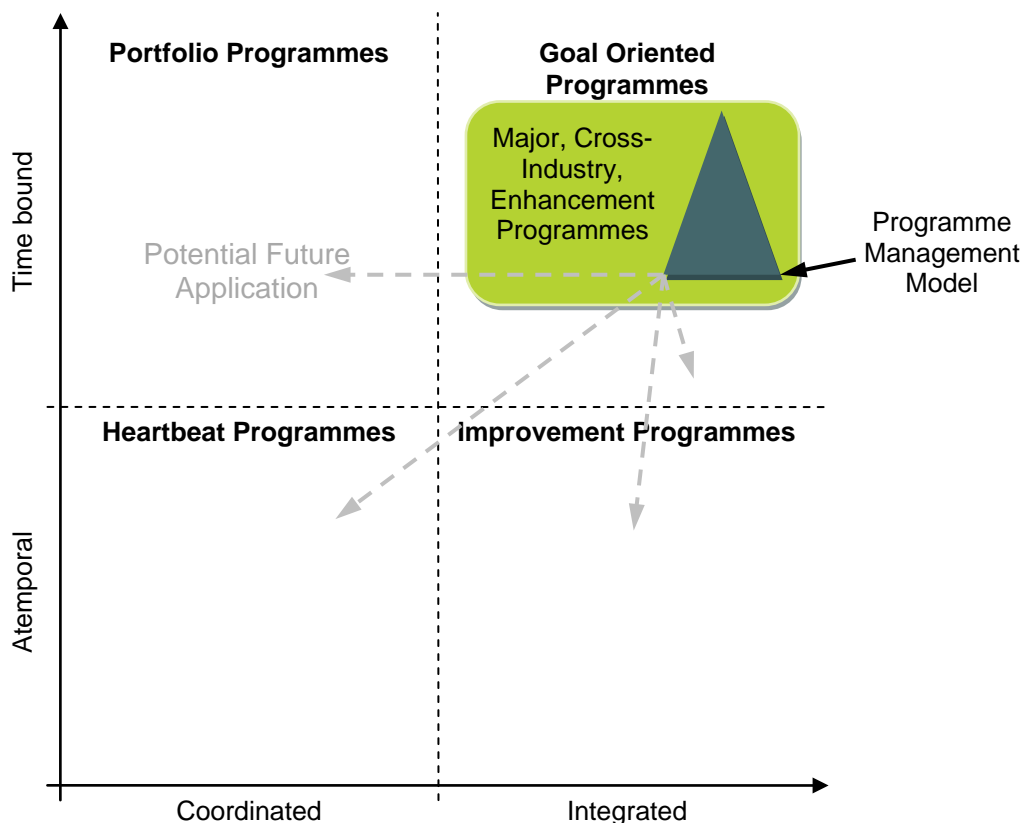 Portfolio Programmes
Goal Oriented
Programmes
Major, Cross-
Industry,
Enhancement
Programmes
Programme
Management
Model
Potential Future
Application
Time bound
Heartbeat Programmes
Improvement Programmes
Atemporal
Coordinated
Integrated